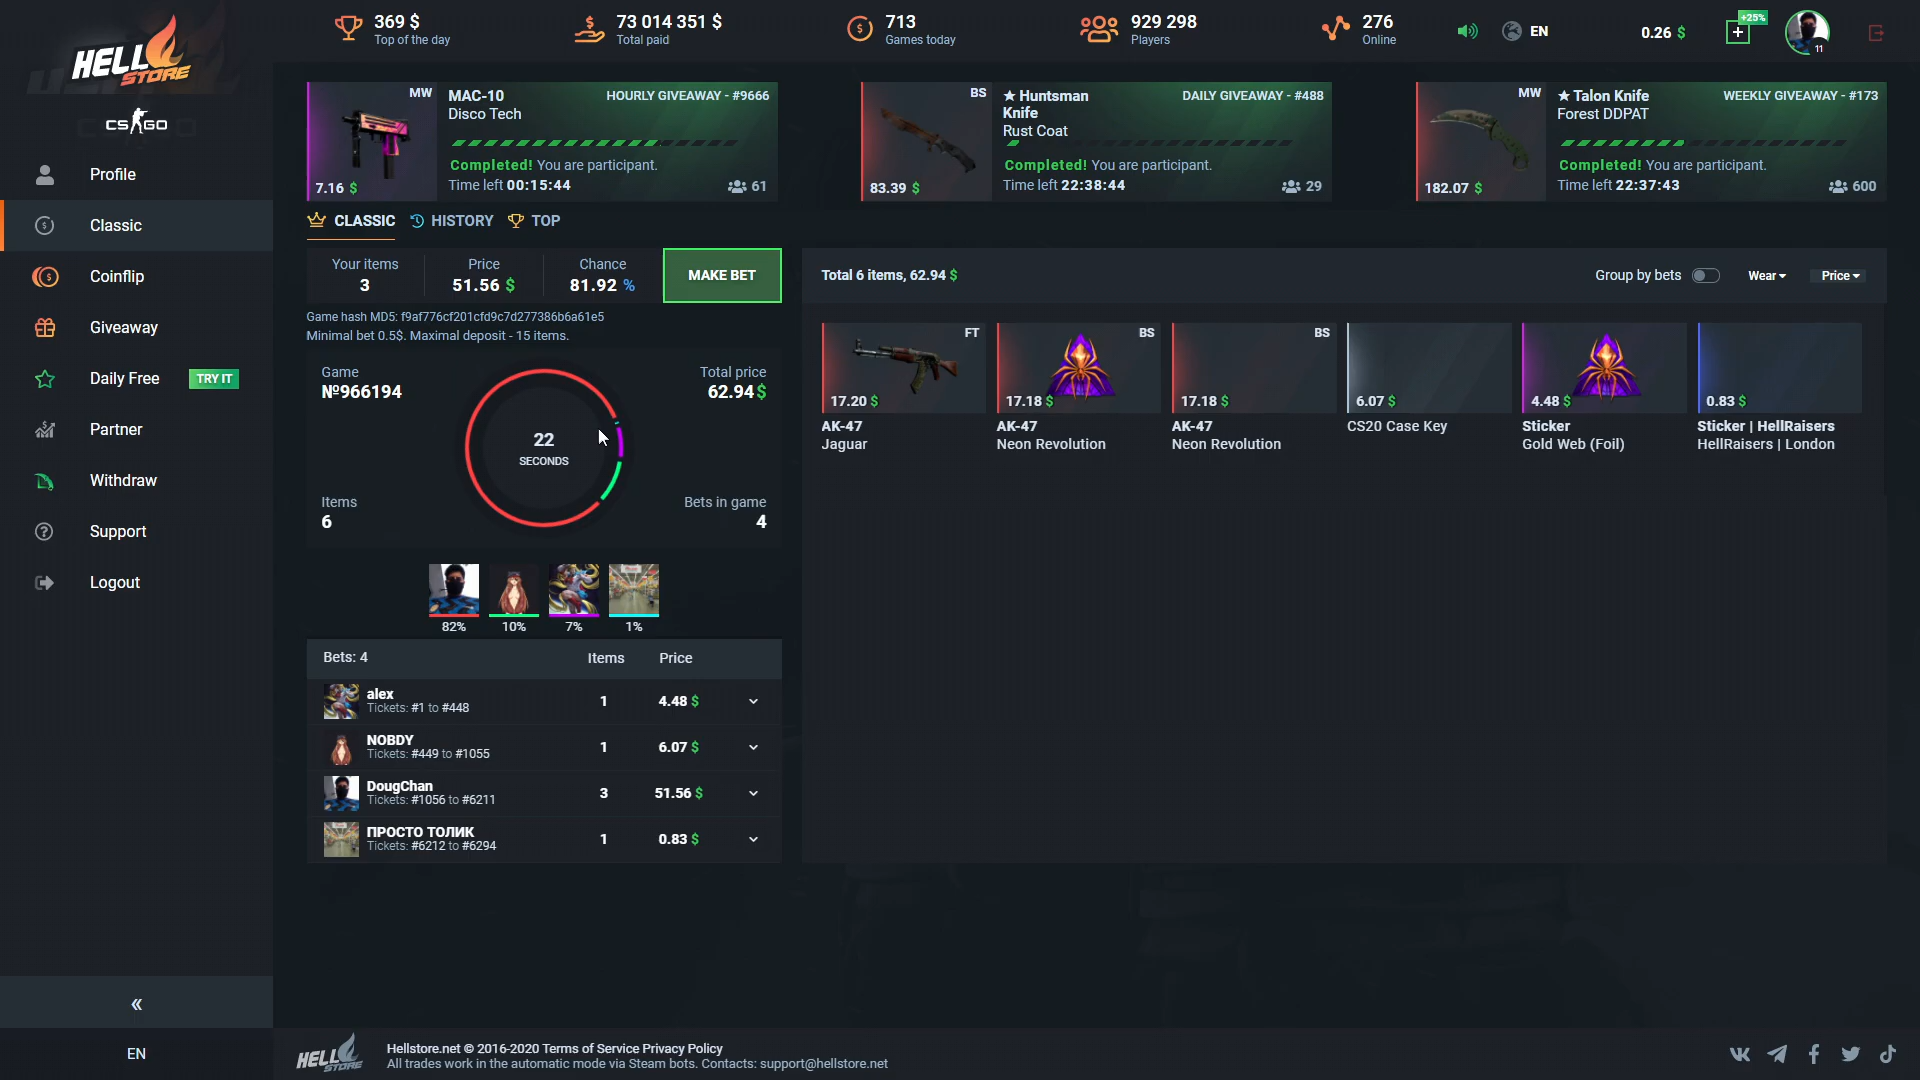 HELL
STORE
CS GO
Profile
Classic
Coinflip
Giveaway
Daily Free
TRY IT
Partner
Withdraw
Support
Logout
«
EN
369 $
Top of the day
73 014 351 $
Total paid
713
Games today
929 298
Players
276
Online
EN
0.26 $
+25%
11
MW
7.16 $
MAC-10
Disco Tech
HOURLY GIVEAWAY - #9666
Completed! You are participant.
Time left 00:15:44
61
BS
83.39 $
★ Huntsman
Knife
Rust Coat
DAILY GIVEAWAY - #488
Completed! You are participant.
Time left 22:38:44
29
MW
182.07 $
★ Talon Knife
Forest DDPAT
WEEKLY GIVEAWAY - #173
Completed! You are participant.
Time left 22:37:43
600
CLASSIC HISTORY TOP
Your items
3
Price
51.56 $
Chance
81.92 %
MAKE BET
Game hash MD5: f9af776cf201cfd9c7d277386b6a61e5
Minimal bet 0.5$. Maximal deposit - 15 items.
Game
№966194
Total price
62.94$
22
SECONDS
Items
6
Bets in game
4
82% 10% 7% 1%
Bets: 4 Items Price
alex
Tickets: #1 to #448
1 4.48 $
NOBDY
Tickets: #449 to #1055
1 6.07 $
DougChan
Tickets: #1056 to #6211
3 51.56 $
ПРОСТО ТОЛИК
Tickets: #6212 to #6294
1 0.83 $
Total 6 items, 62.94 $
Group by bets
Wear
Price
FT
17.20 $
AK-47
Jaguar
BS
17.18 $
AK-47
Neon Revolution
BS
17.18 $
AK-47
Neon Revolution
6.07 $
CS20 Case Key
4.48 $
Sticker
Gold Web (Foil)
0.83 $
Sticker | HellRaisers
HellRaisers | London
HELL
STORE
Hellstore.net © 2016-2020 Terms of Service Privacy Policy
All trades work in the automatic mode via Steam bots. Contacts: support@hellstore.net